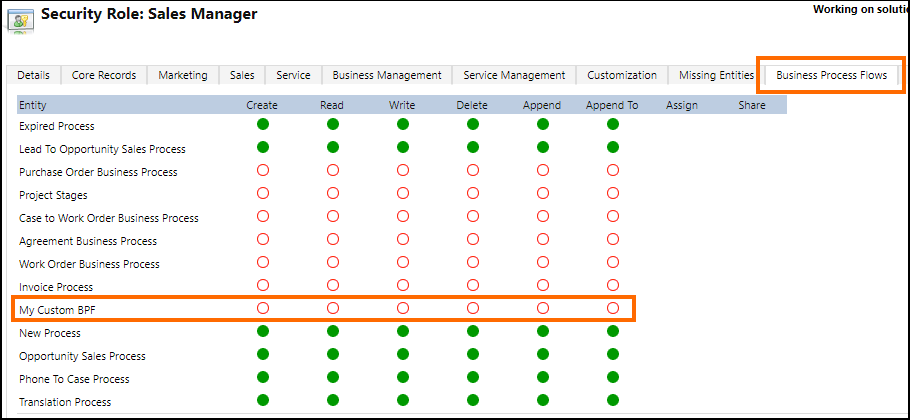 Security Role: Sales Manager
Working on solutio
Details Core Records Marketing Sales Service Business Management Service Management Customization Missing Entities Business Process Flows
Entity Create Read Write Delete Append Append To Assign Share
Expired Process
Lead To Opportunity Sales Process
Purchase Order Business Process
Project Stages
Case to Work Order Business Process
Agreement Business Process
Work Order Business Process
Invoice Process
My Custom BPF
New Process
Opportunity Sales Process
Phone To Case Process
Translation Process